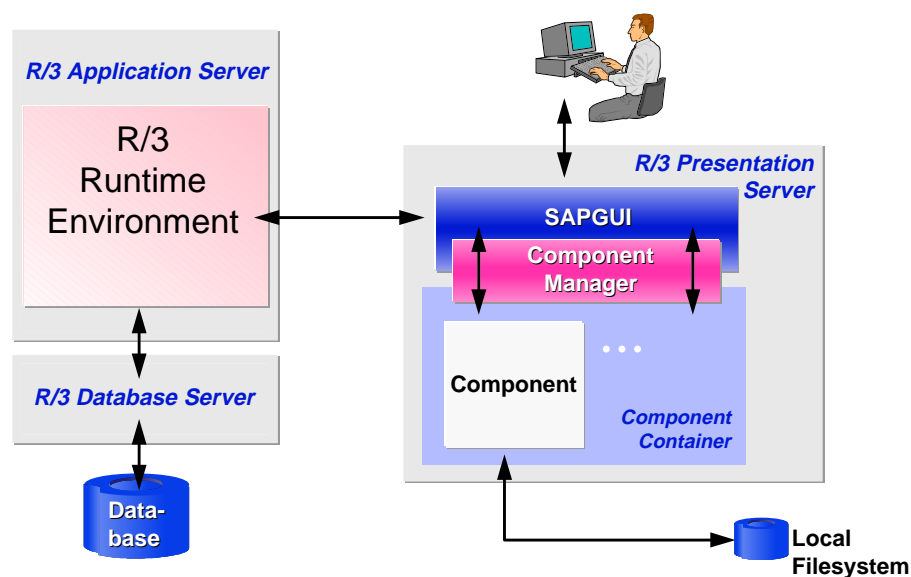 R/3 Application Server
R/3
Runtime
Environment
R/3 Database Server
Data-
base
R/3 Presentation
Server
SAPGUI
Component
Manager
Component
...
Component
Container
Local
Filesystem